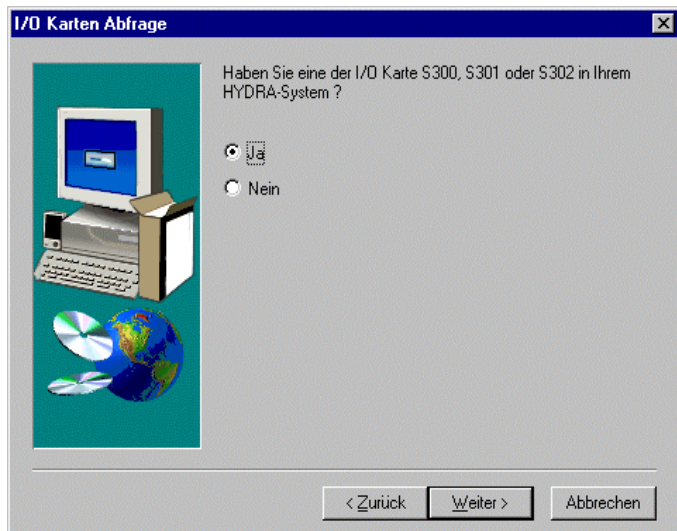 I/O Karten Abfrage
Haben Sie eine der I/O Karte S300, S301 oder S302 in Ihrem
HYDRA-System ?
Ja
Nein
< Zurück
Weiter >
Abbrechen